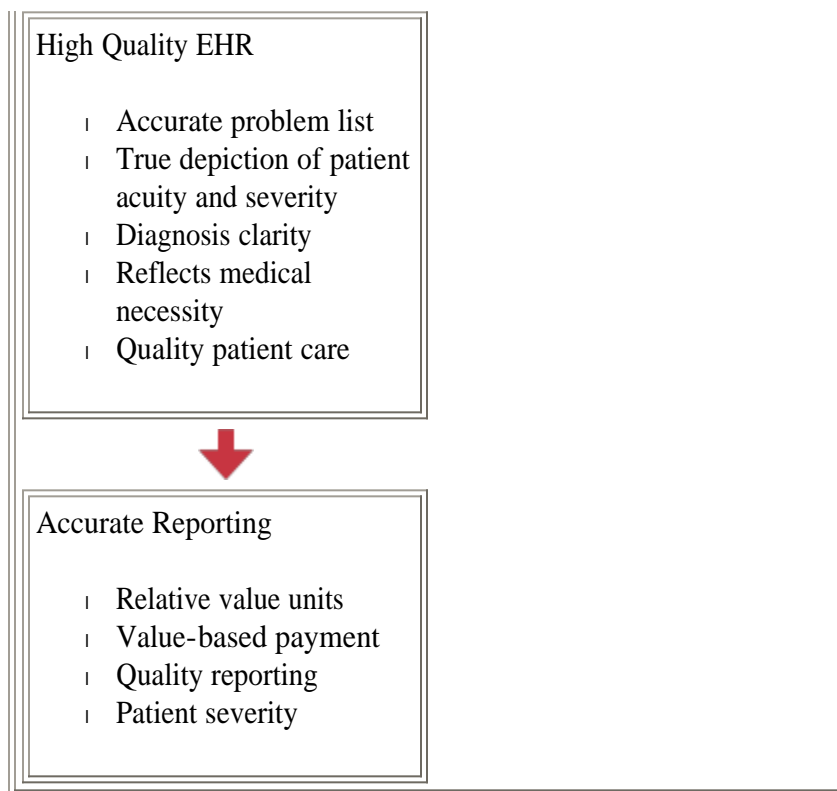 High Quality EHR
l Accurate problem list
l True depiction of patient
acuity and severity
l Diagnosis clarity
l Reflects medical
necessity
l Quality patient care
Accurate Reporting
l Relative value units
l Value-based payment
l Quality reporting
l Patient severity